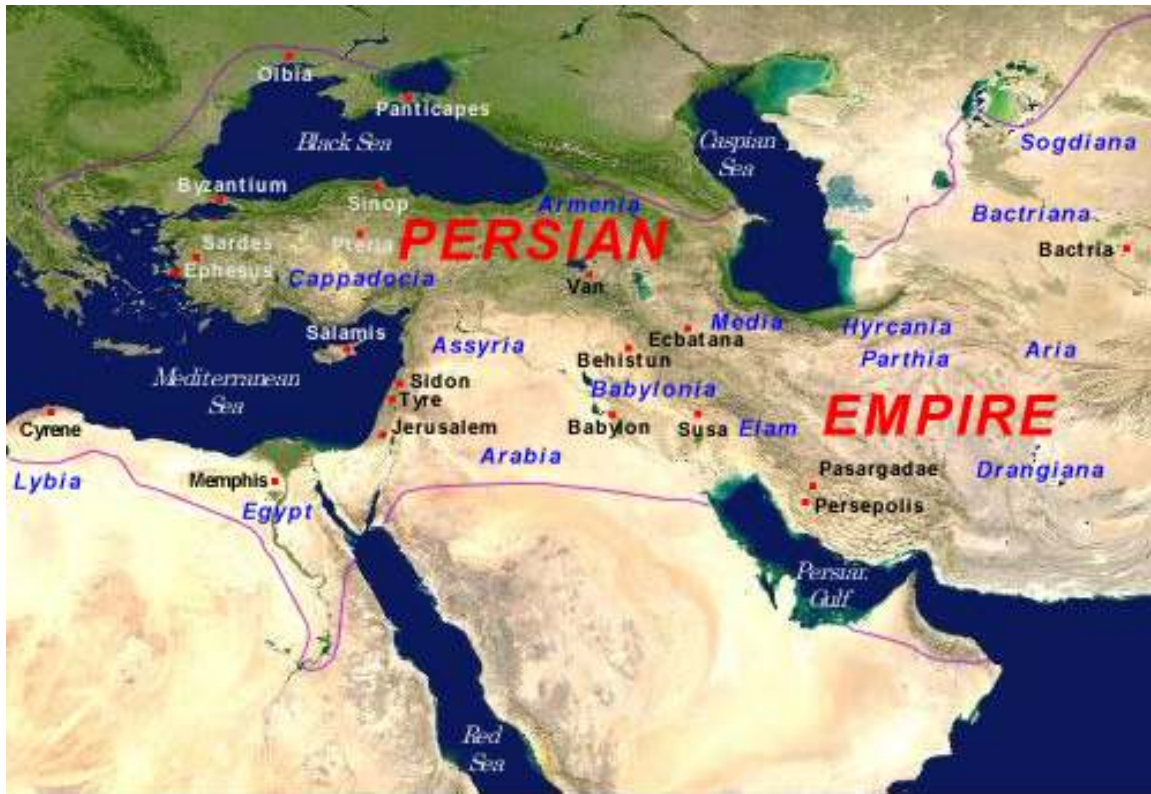 Olbia
Panticapes
Black Sea
Caspian
Sea
Sogdiana
Byzantium
Sinop
Armenia
Bactriana
Sardes
Pteria
PERSIAN
Bactria
Ephesus
Cappadocia
Van
Salamis
Assyria
Media
Hyrcania
Ecbatana
Behistun
Parthia
Aria
Mediterranean
Sea
Sidon
Babylonia
Tyre
EMPIRE
Cyrene
Jerusalem
Babylon
Susa
Elam
Arabia
Lybia
Memphis
Pasargadae
Drangiana
Egypt
Persepolis
Persian
Gulf
Red
Sea